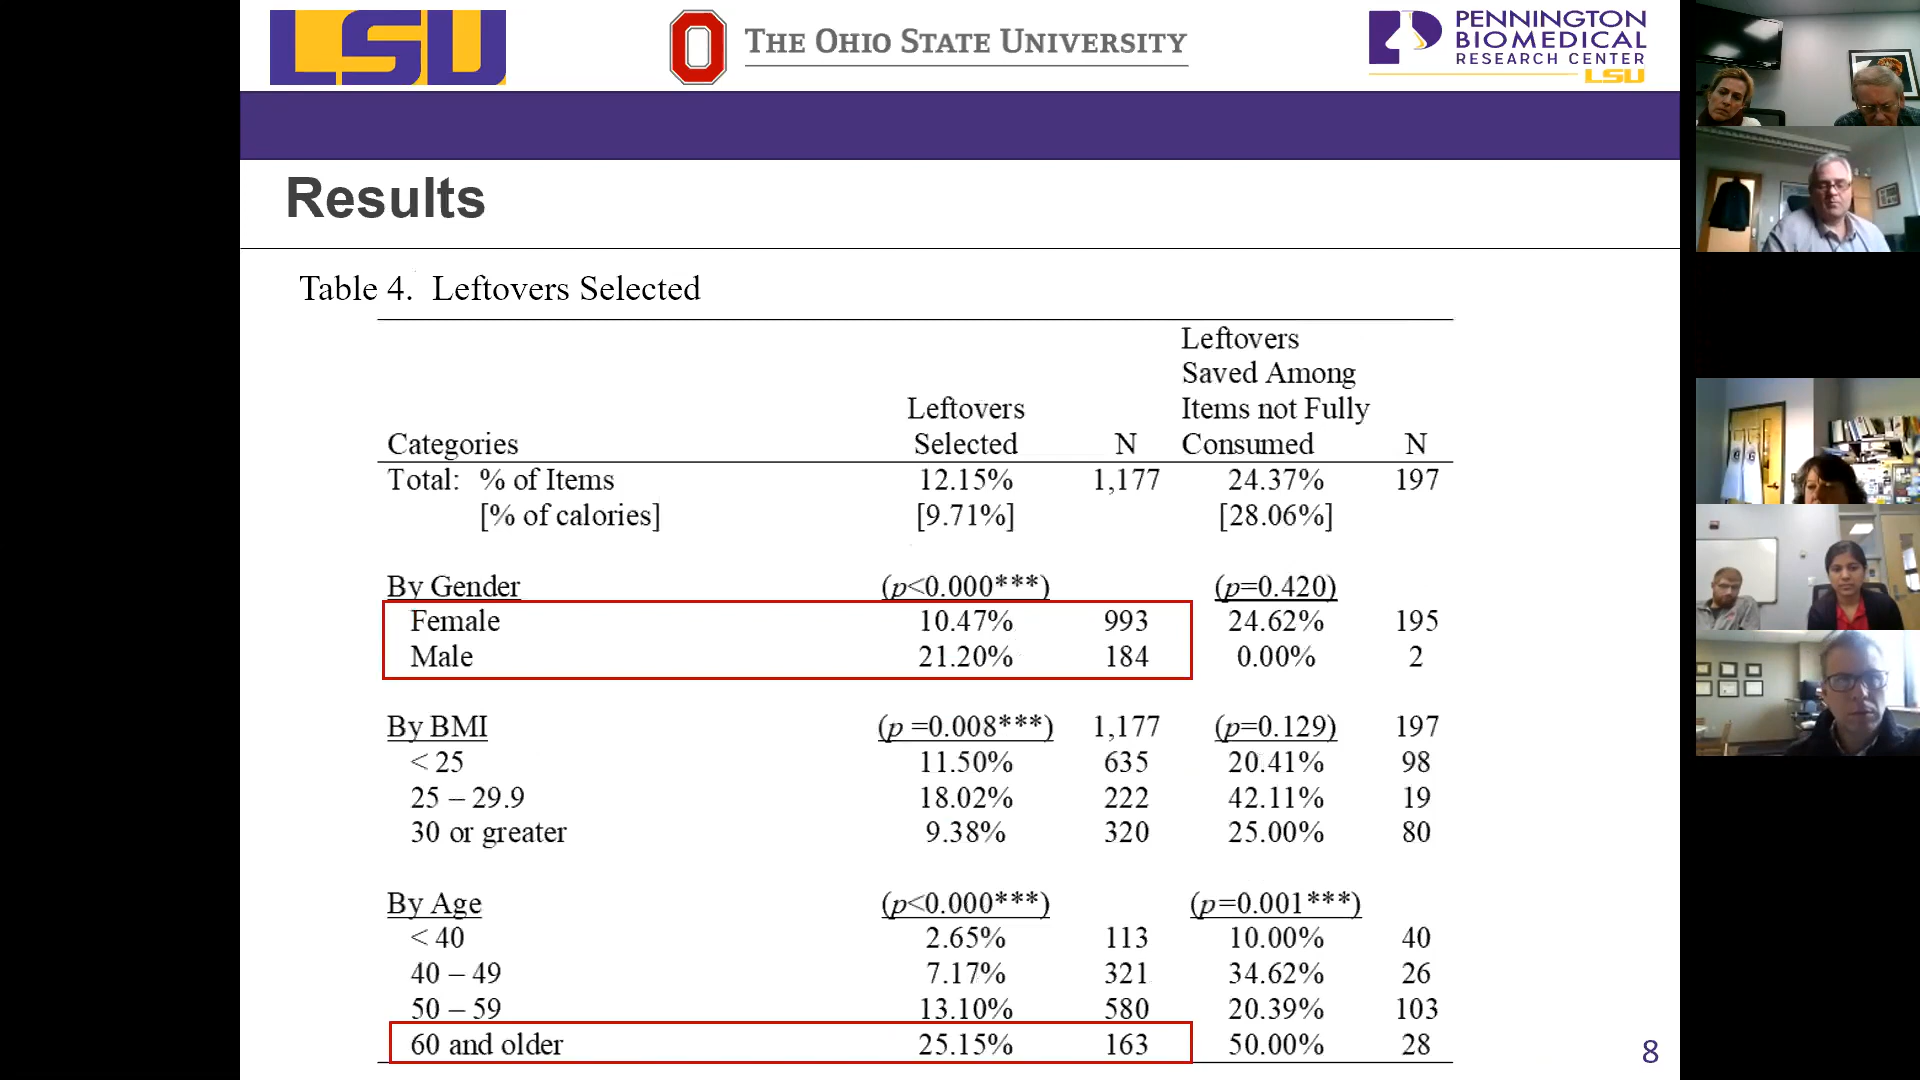 LSU
THE OHIO STATE UNIVERSITY
PENNINGTON
BIOMEDICAL
RESEARCH CENTER
LSU
Results
Table 4. Leftovers Selected
Leftovers
Saved Among
Leftovers Items not Fully
Categories Selected N Consumed N
Total: % of Items 12.15% 1,177 24.37% 197
[% of calories] [9.71%] [28.06%]
By Gender (p<0.000***) (p=0.420)
Female 10.47% 993 24.62% 195
Male 21.20% 184 0.00% 2
By BMI (p =0.008***) 1,177 (p=0.129) 197
< 25 11.50% 635 20.41% 98
25 – 29.9 18.02% 222 42.11% 19
30 or greater 9.38% 320 25.00% 80
By Age (p<0.000***) (p=0.001***)
< 40 2.65% 113 10.00% 40
40 – 49 7.17% 321 34.62% 26
50 – 59 13.10% 580 20.39% 103
60 and older 25.15% 163 50.00% 28
8